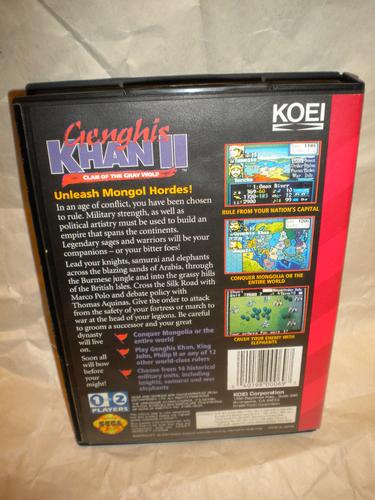 KOEI
Genghis
KHAN II
CLAN OF THE GRAY WOLF
Unleash Mongol Hordes!
In an age of conflict, you have been chosen
to rule. Military strength, as well as
political artistry must be used to build an
empire that spans the continents.
Legendary sages and warriors will be your
companions – or your bitter foes!
Lead your knights, samurai and elephants
across the blazing sands of Arabia, through
the Burmese jungle and into the grassy hills
of the British Isles. Cross the Silk Road with
Marco Polo and debate policy with
Thomas Aquinas. Give the order to attack
from the safety of your fortress or march to
war at the head of your legions. Be careful
to groom a successor and your great
dynasty
will live
on.
Soon all
will bow
before
your
might!
Conquer Mongolia or the
entire world
Play Genghis Khan, King
John, Philip II or any of 12
other world-class rulers
Choose from 16 historical
military units, including
knights, samurai and war
elephants
RULE FROM YOUR NATION'S CAPITAL
CONQUER MONGOLIA OR THE
ENTIRE WORLD
CRUSH YOUR ENEMY WITH
ELEPHANTS
1-2
PLAYERS
SEGA
KOEI Corporation